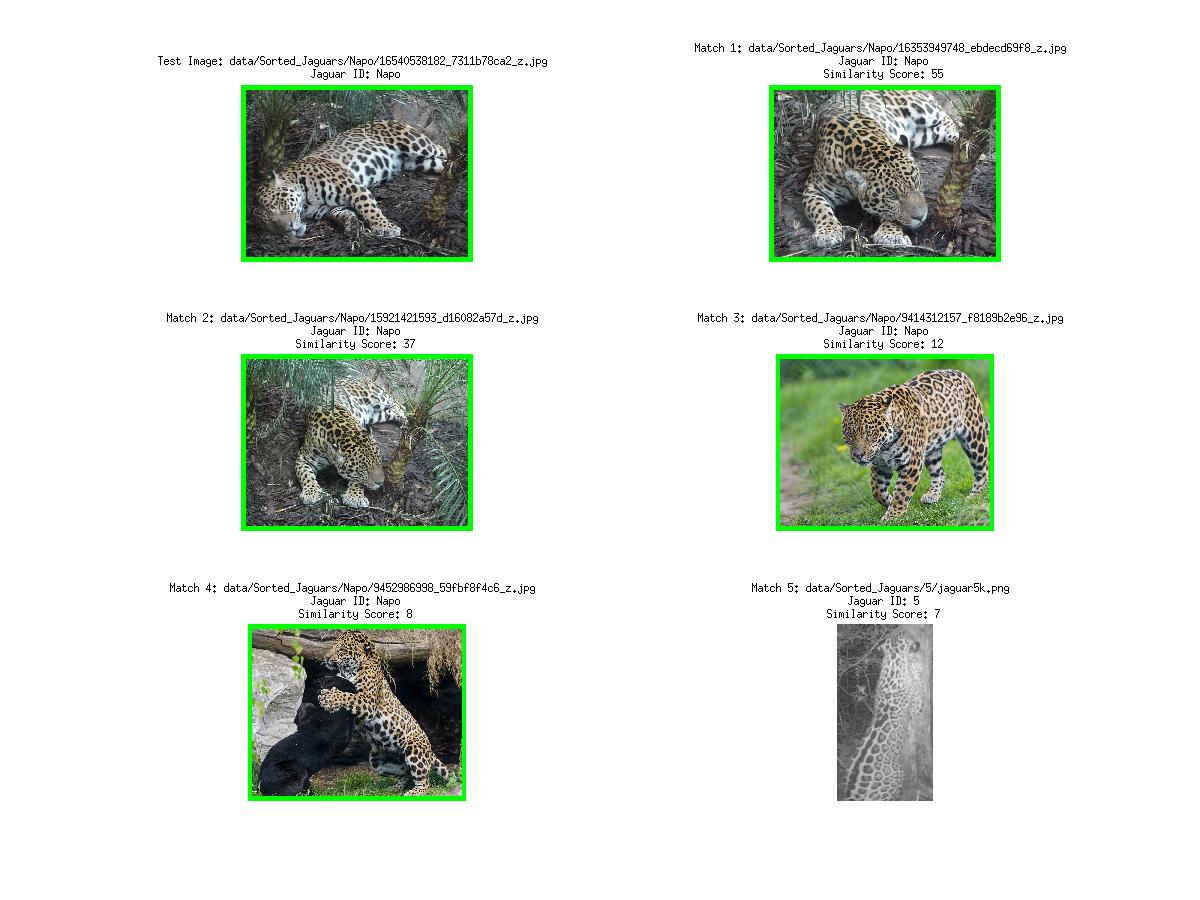 Test Image: data/Sorted_Jaguars/Napo/16540538182_7311b78ca2_z.jpg
Jaguar ID: Napo
Match 1: data/Sorted_Jaguars/Napo/16353949748_ebdecd69f8_z.jpg
Jaguar ID: Napo
Similarity Score: 55
Match 2: data/Sorted_Jaguars/Napo/15921421593_d16082a57d_z.jpg
Jaguar ID: Napo
Similarity Score: 37
Match 3: data/Sorted_Jaguars/Napo/9414312157_f8189b2e96_z.jpg
Jaguar ID: Napo
Similarity Score: 12
Match 4: data/Sorted_Jaguars/Napo/9452986998_59fbf8f4c6_z.jpg
Jaguar ID: Napo
Similarity Score: 8
Match 5: data/Sorted_Jaguars/5/jaguar5k.png
Jaguar ID: 5
Similarity Score: 7